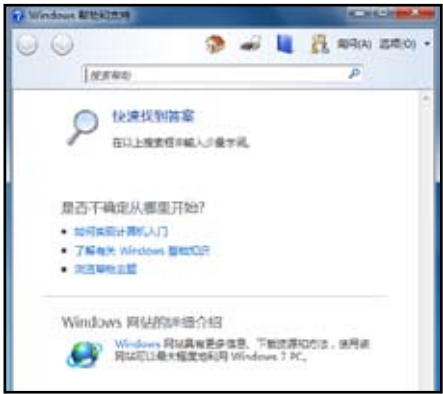 Windows 帮助和支持
询问(A) 选项(O)
搜索帮助
快速找到答案
在以上搜索框中输入少量字词。
是否不确定从哪里开始?
如何实现计算机入门
了解有关 Windows 基础知识
浏览帮助主题
Windows 网站的详细介绍
Windows 网站具有更多信息、下载资源和方法，使用该
网站可以最大程度地利用 Windows 7 PC。